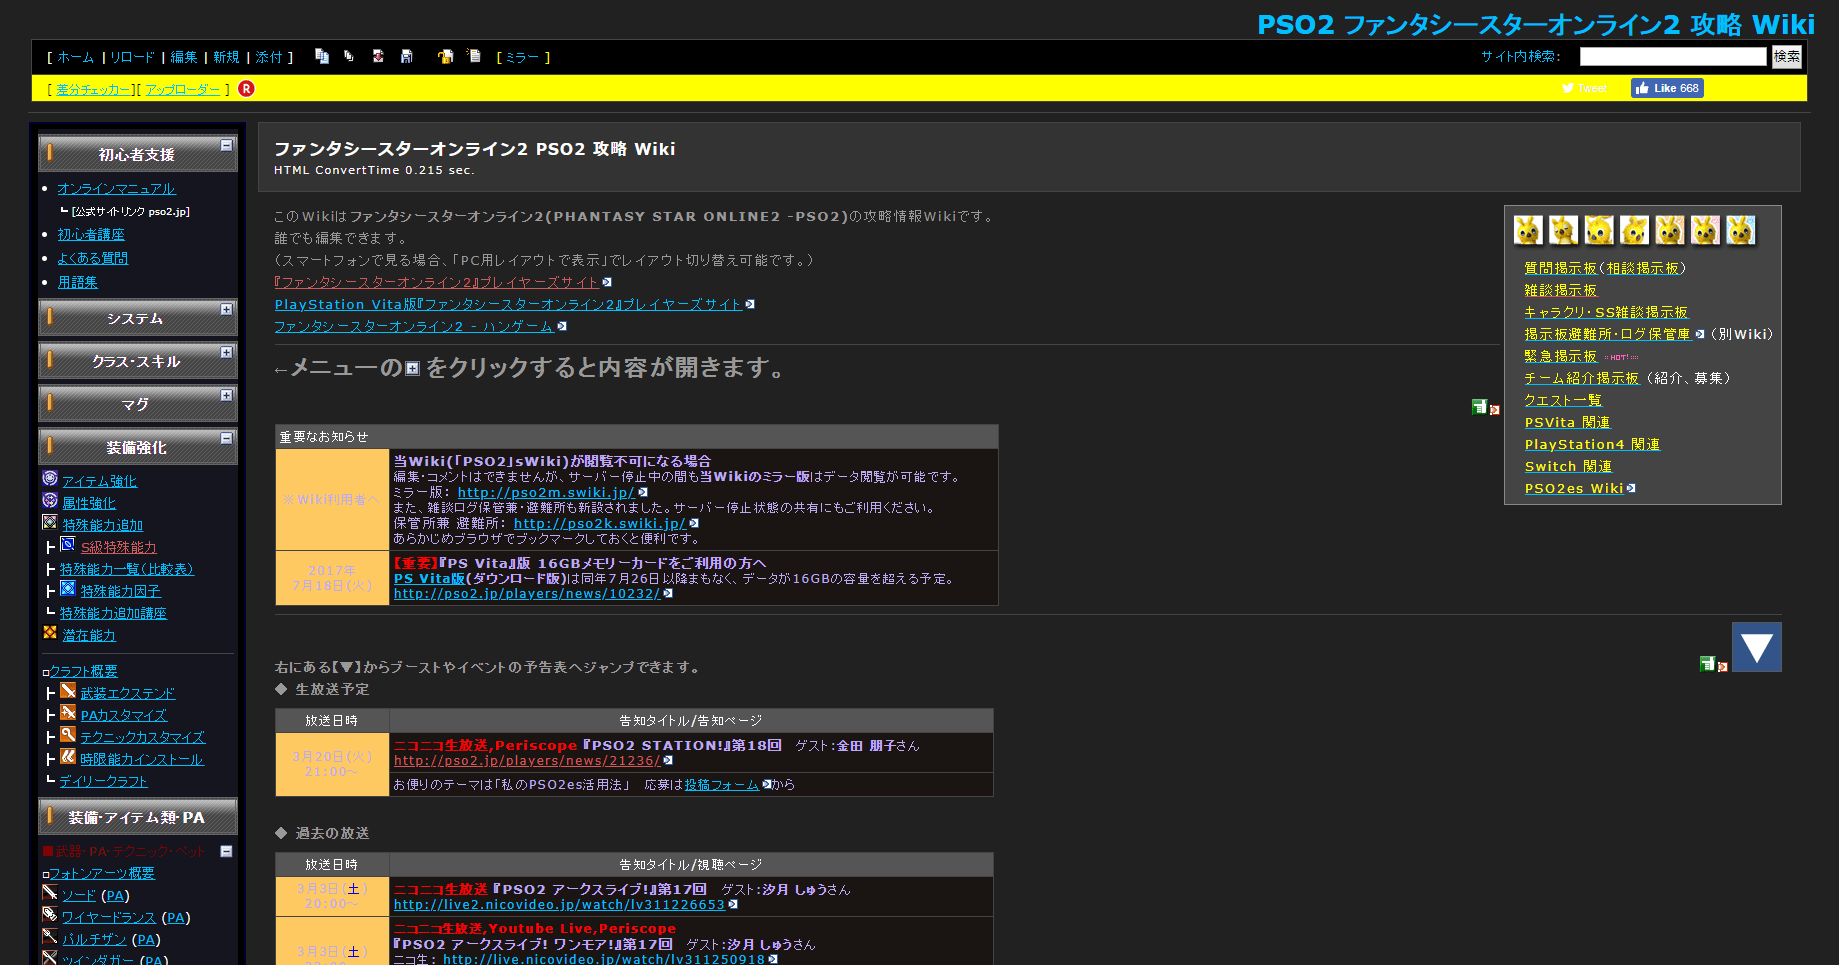 PSO2 ファンタシースターオンライン2 攻略 Wiki
[ ホーム | リロード | 編集 | 新規 | 添付 ] [ ミラー ] サイト内検索: 検索
[ 差分チェッカー][ アップローダー ] R Tweet Like 668
初心者支援
オンラインマニュアル
┗ [公式サイトリンク pso2.jp]
初心者講座
よくある質問
用語集
システム
クラス・スキル
マグ
装備強化
アイテム強化
属性強化
特殊能力追加
┣ S級特殊能力
┣ 特殊能力一覧(比較表)
┣ 特殊能力因子
┗ 特殊能力追加講座
潜在能力
□クラフト概要
┣ 武装エクステンド
┣ PAカスタマイズ
┣ テクニックカスタマイズ
┣ 時限能力インストール
┗ デイリークラフト
装備・アイテム類・PA
■武器・PA・テクニック・ペット
□フォトンアーツ概要
ソード (PA)
ワイヤードランス (PA)
パルチザン (PA)
ツインダガー (PA)
ファンタシースターオンライン2 PSO2 攻略 Wiki
HTML ConvertTime 0.215 sec.
このWikiはファンタシースターオンライン2(PHANTASY STAR ONLINE2 -PSO2)の攻略情報Wikiです。
誰でも編集できます。
(スマートフォンで見る場合、「PC用レイアウトで表示」でレイアウト切り替え可能です。)
『ファンタシースターオンライン2』プレイヤーズサイト
PlayStation Vita版『ファンタシースターオンライン2』プレイヤーズサイト
ファンタシースターオンライン2 - ハンゲーム
←メニューの をクリックすると内容が開きます。
重要なお知らせ
※Wiki利用者へ
当Wiki(「PSO2」sWiki)が閲覧不可になる場合
編集・コメントはできませんが、サーバー停止中の間も当Wikiのミラー版はデータ閲覧が可能です。
ミラー版: http://pso2m.swiki.jp/
また、雑談ログ保管兼・避難所も新設されました。サーバー停止状態の共有にもご利用ください。
保管所兼 避難所: http://pso2k.swiki.jp/
あらかじめブラウザでブックマークしておくと便利です。
2017年
7月18日(火)
【重要】『PS Vita』版 16GBメモリーカードをご利用の方へ
PS Vita版(ダウンロード版)は同年7月26日以降まもなく、データが16GBの容量を超える予定。
http://pso2.jp/players/news/10232/
右にある【▼】からブーストやイベントの予告表へジャンプできます。
◆ 生放送予定
放送日時 告知タイトル/告知ページ
3月20日(火)
21:00～
ニコニコ生放送,Periscope 『PSO2 STATION!』第18回 ゲスト:金田 朋子さん
http://pso2.jp/players/news/21236/
お便りのテーマは「私のPSO2es活用法」 応募は投稿フォームから
◆ 過去の放送
放送日時 告知タイトル/視聴ページ
3月3日(土)
20:00～
ニコニコ生放送 『PSO2 アークスライブ!』第17回 ゲスト:汐月 しゅうさん
http://live2.nicovideo.jp/watch/lv311226653
3月3日(土)
ニコニコ生放送,Youtube Live,Periscope
『PSO2 アークスライブ! ワンモア!』第17回 ゲスト:汐月 しゅうさん
ニコ生: http://live.nicovideo.jp/watch/lv311250918
質問掲示板(相談掲示板)
雑談掲示板
キャラクリ・SS雑談掲示板
掲示板避難所・ログ保管庫 (別Wiki)
緊急掲示板 HOT!
チーム紹介掲示板 (紹介、募集)
クエスト一覧
PSVita 関連
PlayStation4 関連
Switch 関連
PSO2es Wiki